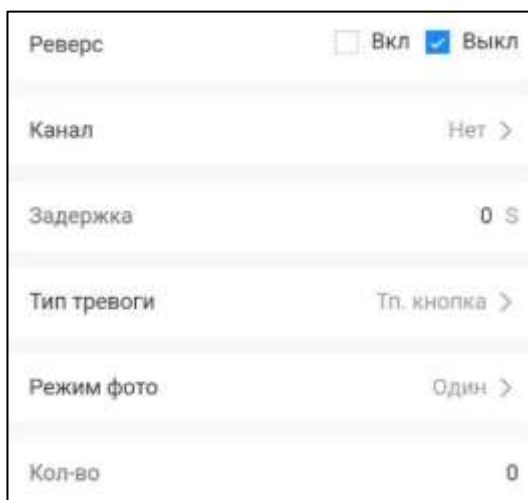 Реверс Вкл Выкл
Канал Нет >
Задержка 0 S
Тип тревоги Тп. кнопка >
Режим фото Один >
Кол-во 0